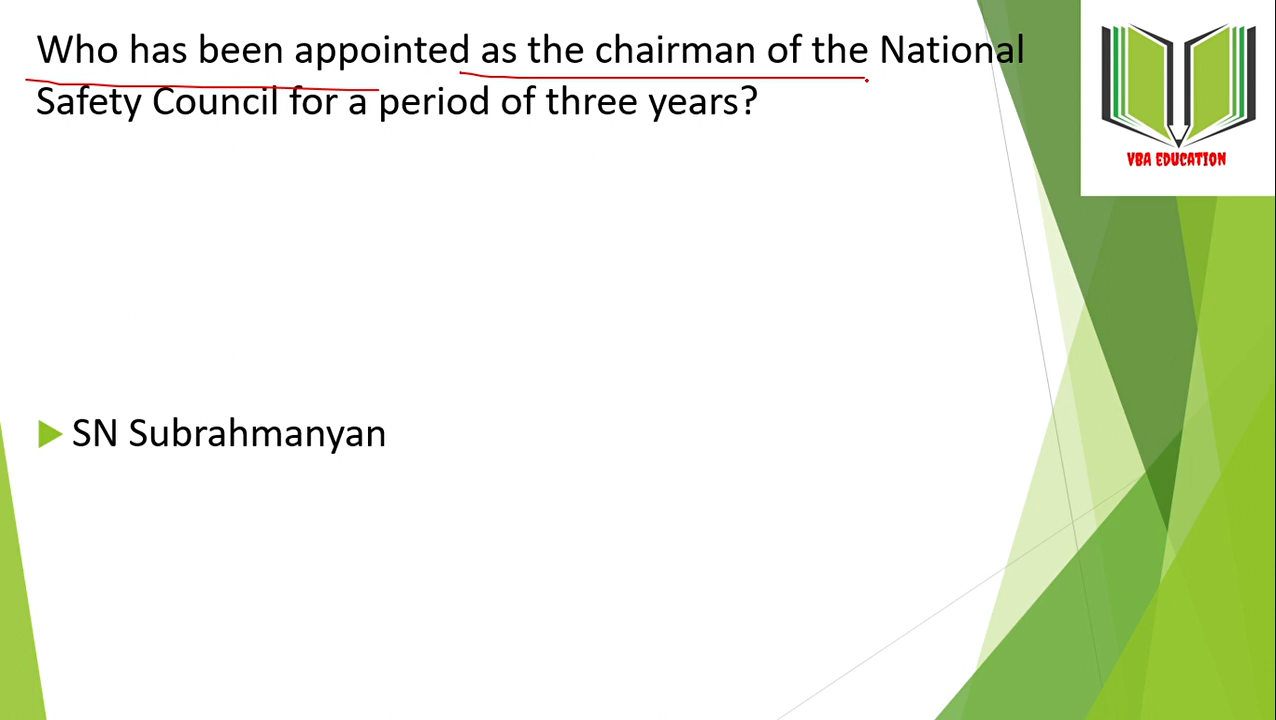 Who has been appointed as the chairman of the National
Safety Council for a period of three years?
VBA EDUCATION
SN Subrahmanyan